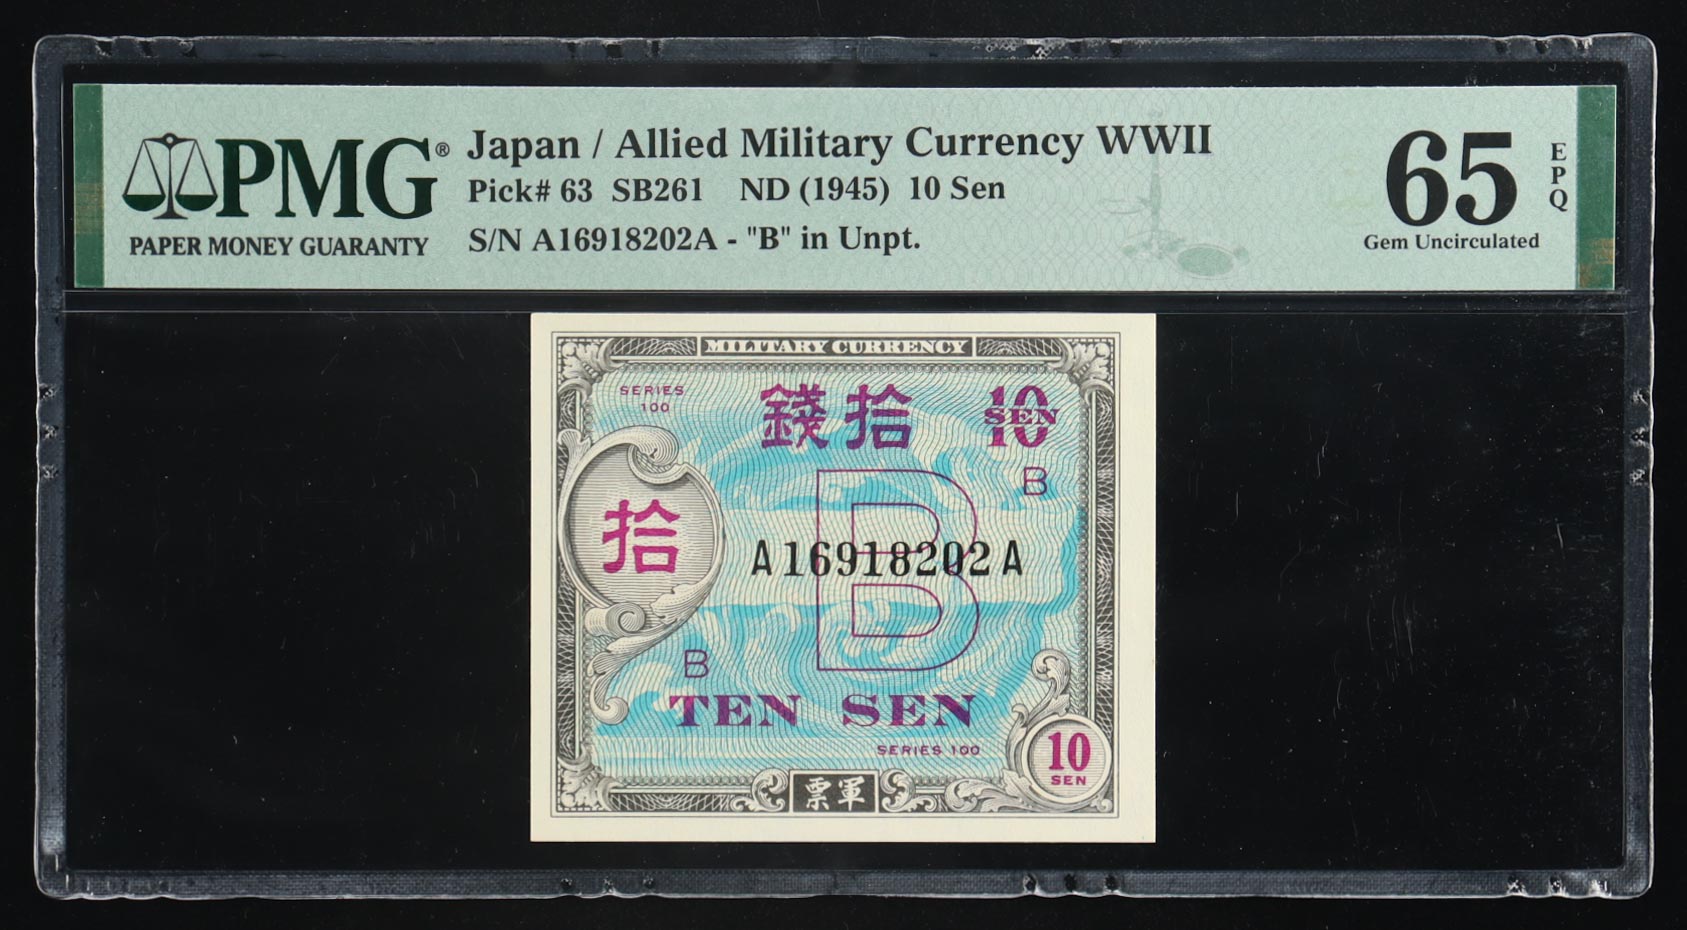 PMG®
PAPER MONEY GUARANTY
Japan / Allied Military Currency WWII
Pick# 63 SB261 ND (1945) 10 Sen
S/N A16918202A - "B" in Unpt.
65
EPQ
Gem Uncirculated
MILITARY CURRENCY
SERIES
100
錢拾
10
SEN
B
拾
B
A16918202A
B
TEN SEN
SERIES 100
10
SEN
票軍